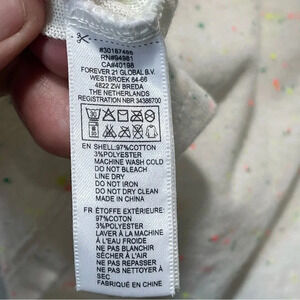 #30187466
RN#94981
CA#40198
FOREVER 21 GLOBAL B.V.
WESTBROEK 64-66
4822 ZW BREDA
THE NETHERLANDS
REGISTRATION NBR 34386700
EN SHELL:97%COTTON
3%POLYESTER
MACHINE WASH COLD
DO NOT BLEACH
LINE DRY
DO NOT IRON
DO NOT DRY CLEAN
MADE IN CHINA
FR ÉTOFFE EXTÉRIEURE:
97%COTON
3%POLYESTER
LAVER À LA MACHINE
À L'EAU FROIDE
NE PAS BLANCHIR
SÉCHER À L'AIR
NE PAS REPASSER
NE PAS NETTOYER À
SEC
FABRIQUÉ EN CHINE